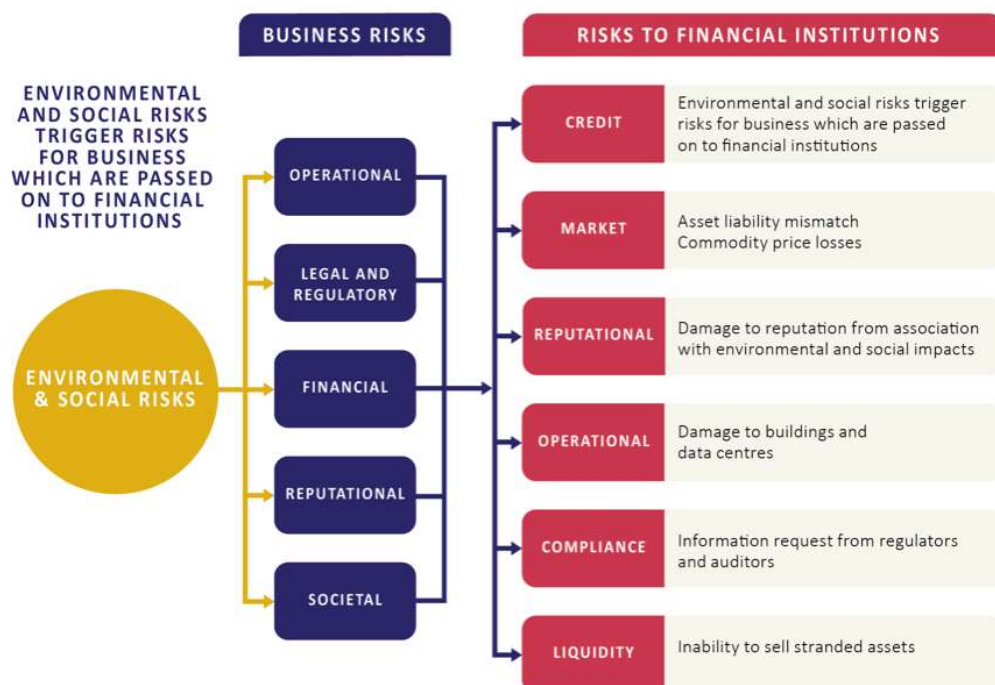 BUSINESS RISKS
RISKS TO FINANCIAL INSTITUTIONS
ENVIRONMENTAL
AND SOCIAL RISKS
TRIGGER RISKS
FOR BUSINESS
WHICH ARE PASSED
ON TO FINANCIAL
INSTITUTIONS
ENVIRONMENTAL
& SOCIAL RISKS
OPERATIONAL
LEGAL AND
REGULATORY
FINANCIAL
REPUTATIONAL
SOCIETAL
CREDIT
Environmental and social risks trigger
risks for business which are passed
on to financial institutions
MARKET
Asset liability mismatch
Commodity price losses
REPUTATIONAL
Damage to reputation from association
with environmental and social impacts
OPERATIONAL
Damage to buildings and
data centres
COMPLIANCE
Information request from regulators
and auditors
LIQUIDITY
Inability to sell stranded assets